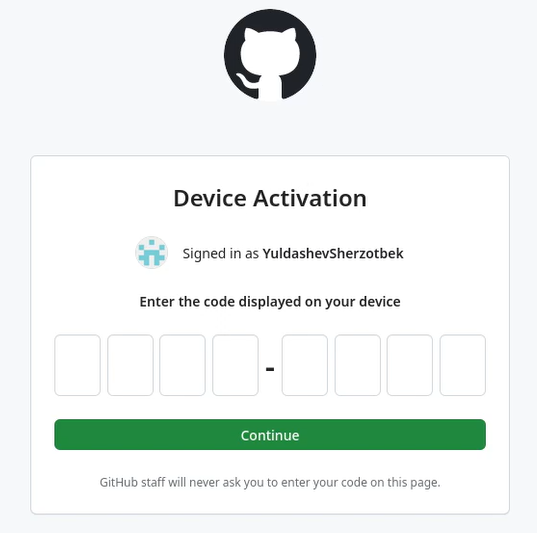 Device Activation
Signed in as YuldashevSherzotbek
Enter the code displayed on your device
-
Continue
GitHub staff will never ask you to enter your code on this page.